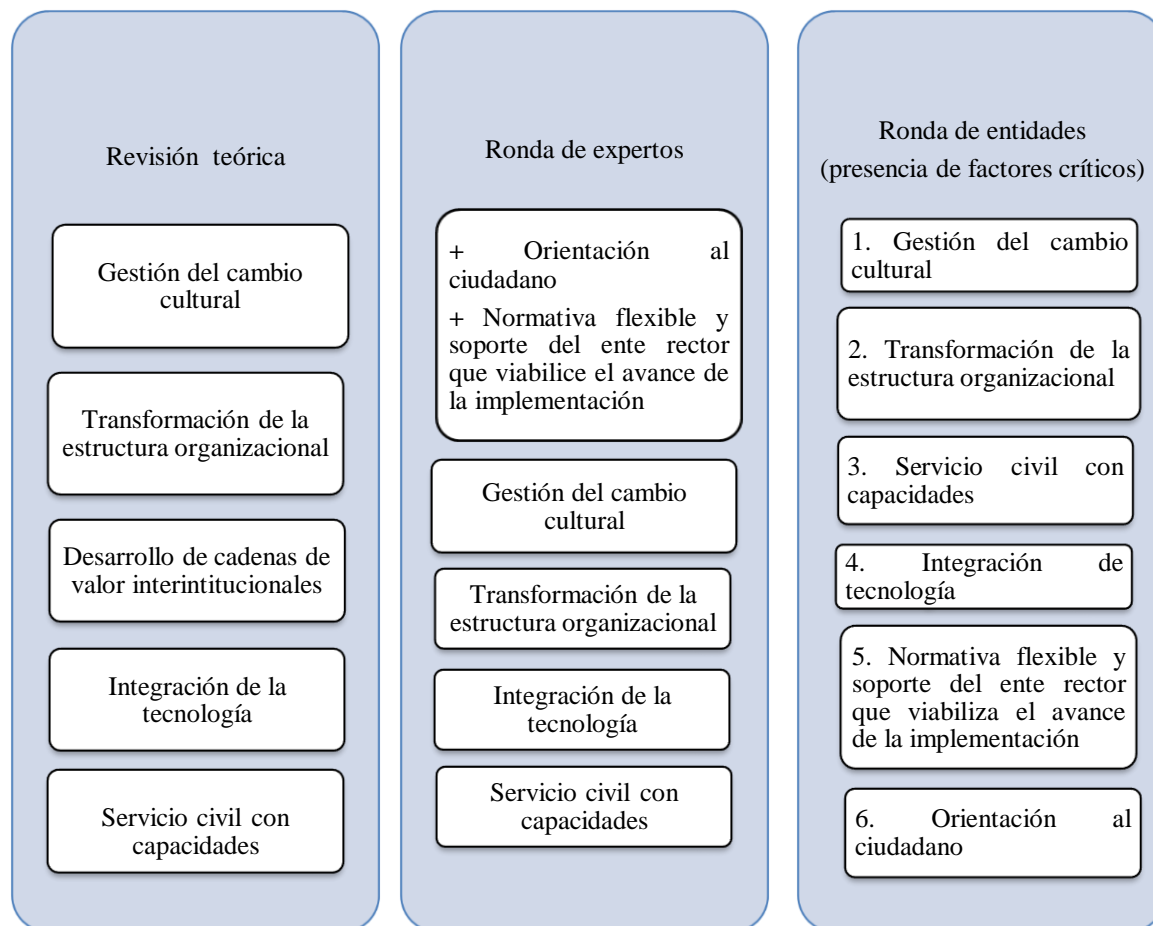 Revisión teórica
Gestión del cambio
cultural
Transformación de la
estructura organizacional
Desarrollo de cadenas de
valor interintitucionales
Integración de la
tecnología
Servicio civil con
capacidades
Ronda de expertos
+ Orientación al
ciudadano
+ Normativa flexible y
soporte del ente rector
que viabilice el avance de
la implementación
Gestión del cambio
cultural
Transformación de la
estructura organizacional
Integración de la
tecnología
Servicio civil con
capacidades
Ronda de entidades
(presencia de factores críticos)
1. Gestión del cambio
cultural
2. Transformación de la
estructura organizacional
3. Servicio civil con
capacidades
4. Integración de
tecnología
5. Normativa flexible y
soporte del ente rector
que viabiliza el avance
de la implementación
6. Orientación al
ciudadano